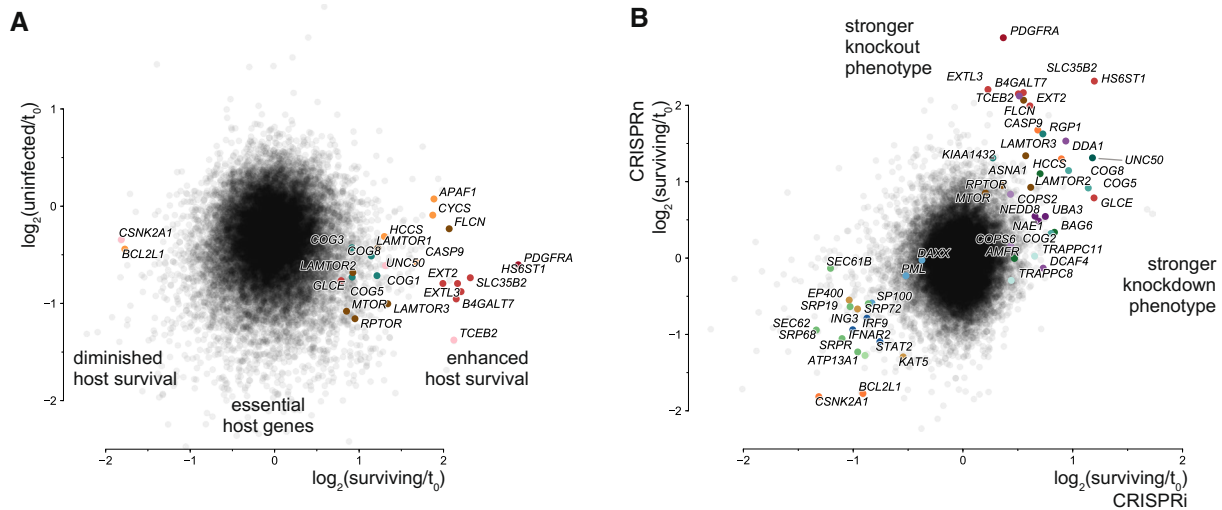 A
log2(uninfected/t0)
1
0
−1
−2
APAF1
CYCS
FLCN
CSNK2A1
BCL2L1
COG3
HCCS
LAMTOR1
COG8
CASP9
UNC50
PDGFRA
LAMTOR2
HS6ST1
EXT2
GLCE
COG1
SLC35B2
COG5
EXTL3
MTOR
LAMTOR3
B4GALT7
RPTOR
TCEB2
diminished
host survival
enhanced
host survival
essential
host genes
−2
−1
0
1
2
log2(surviving/t0)
B
CRISPRn
log2(surviving/t0)
2
1
0
−1
−2
stronger
knockout
phenotype
PDGFRA
SLC35B2
HS6ST1
EXTL3
B4GALT7
TCEB2
EXT2
FLCN
CASP9
RGP1
LAMTOR3
DDA1
KIAA1432
HCCS
UNC50
ASNA1
COG8
RPTOR
LAMTOR2
COG5
MTOR
COPS2
GLCE
NEDD8
UBA3
NAE1
BAG6
COPS6
COG2
AMFR
TRAPPC11
DAXX
DCAF4
SEC61B
PML
TRAPPC8
stronger
knockdown
phenotype
EP400
SP100
SRP19
SRP72
ING3
IRF9
SEC62
SRP68
IFNAR2
SRPR
STAT2
ATP13A1
KAT5
BCL2L1
CSNK2A1
−2
−1
0
1
2
log2(surviving/t0)
CRISPRi